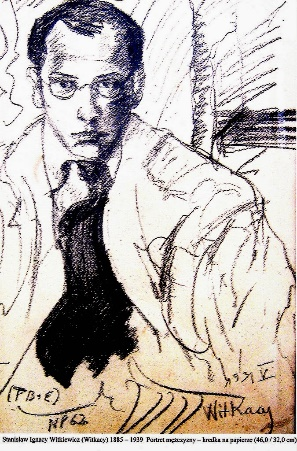 (T B+E)
NP 62
1931 V
Witkacy
Stanisław Ignacy Witkiewicz (Witkacy) 1885 – 1939 Portret mężczyzny – kredka na papierze (46,0 / 32,0 cm)